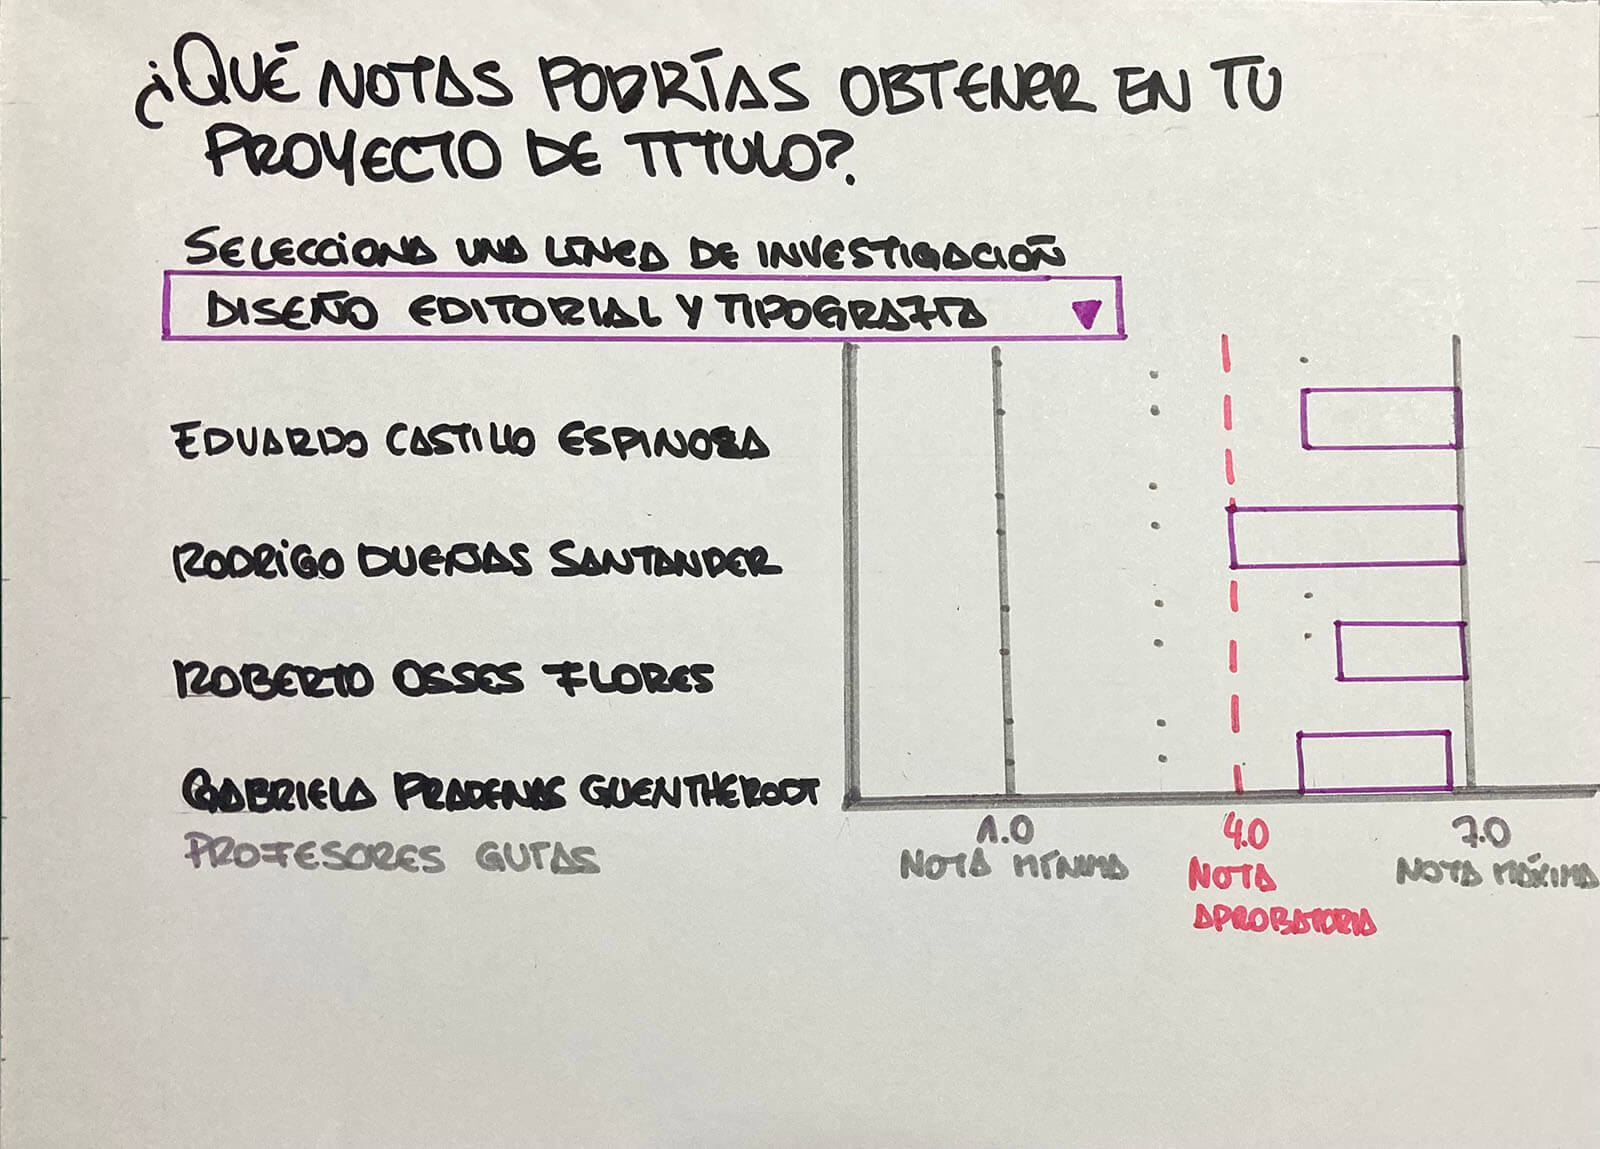 ¿QUÉ NOTAS PODRÍAS OBTENER EN TU
PROYECTO DE TÍTULO?
SELECCIONA UNA LÍNEA DE INVESTIGACIÓN
DISEÑO EDITORIAL Y TIPOGRAFÍA
EDUARDO CASTILLO ESPINOZA
RODRIGO DUEÑAS SANTANDER
ROBERTO OSSES FLORES
GABRIELA PRADENAS GUENTHERODT
PROFESORES GUÍAS
1.0
NOTA MÍNIMA
4.0
NOTA
APROBATORIA
7.0
NOTA MÁXIMA